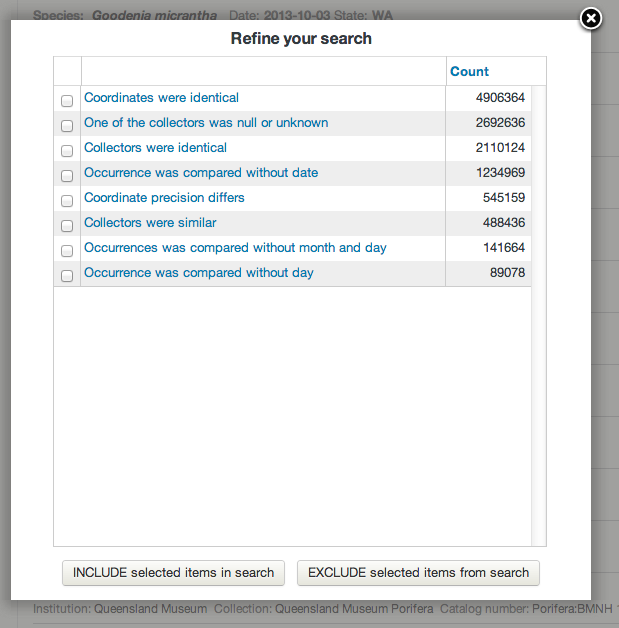 Species: Goodenia micrantha Date: 2013-10-03 State: WA
Refine your search
Count
Coordinates were identical 4906364
One of the collectors was null or unknown 2692636
Collectors were identical 2110124
Occurrence was compared without date 1234969
Coordinate precision differs 545159
Collectors were similar 488436
Occurrences was compared without month and day 141664
Occurrence was compared without day 89078
INCLUDE selected items in search EXCLUDE selected items from search
Institution: Queensland Museum Collection: Queensland Museum Porifera Catalog number: Porifera:BMNH